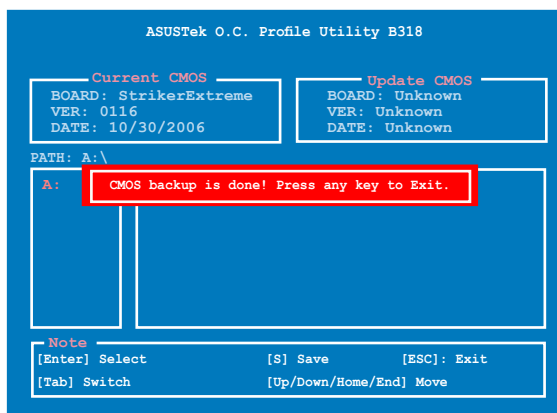 ASUSTek O.C. Profile Utility B318
Current CMOS
BOARD: StrikerExtreme
VER: 0116
DATE: 10/30/2006
Update CMOS
BOARD: Unknown
VER: Unknown
DATE: Unknown
PATH: A:\
A:
CMOS backup is done! Press any key to Exit.
Note
[Enter] Select [S] Save [ESC]: Exit
[Tab] Switch [Up/Down/Home/End] Move